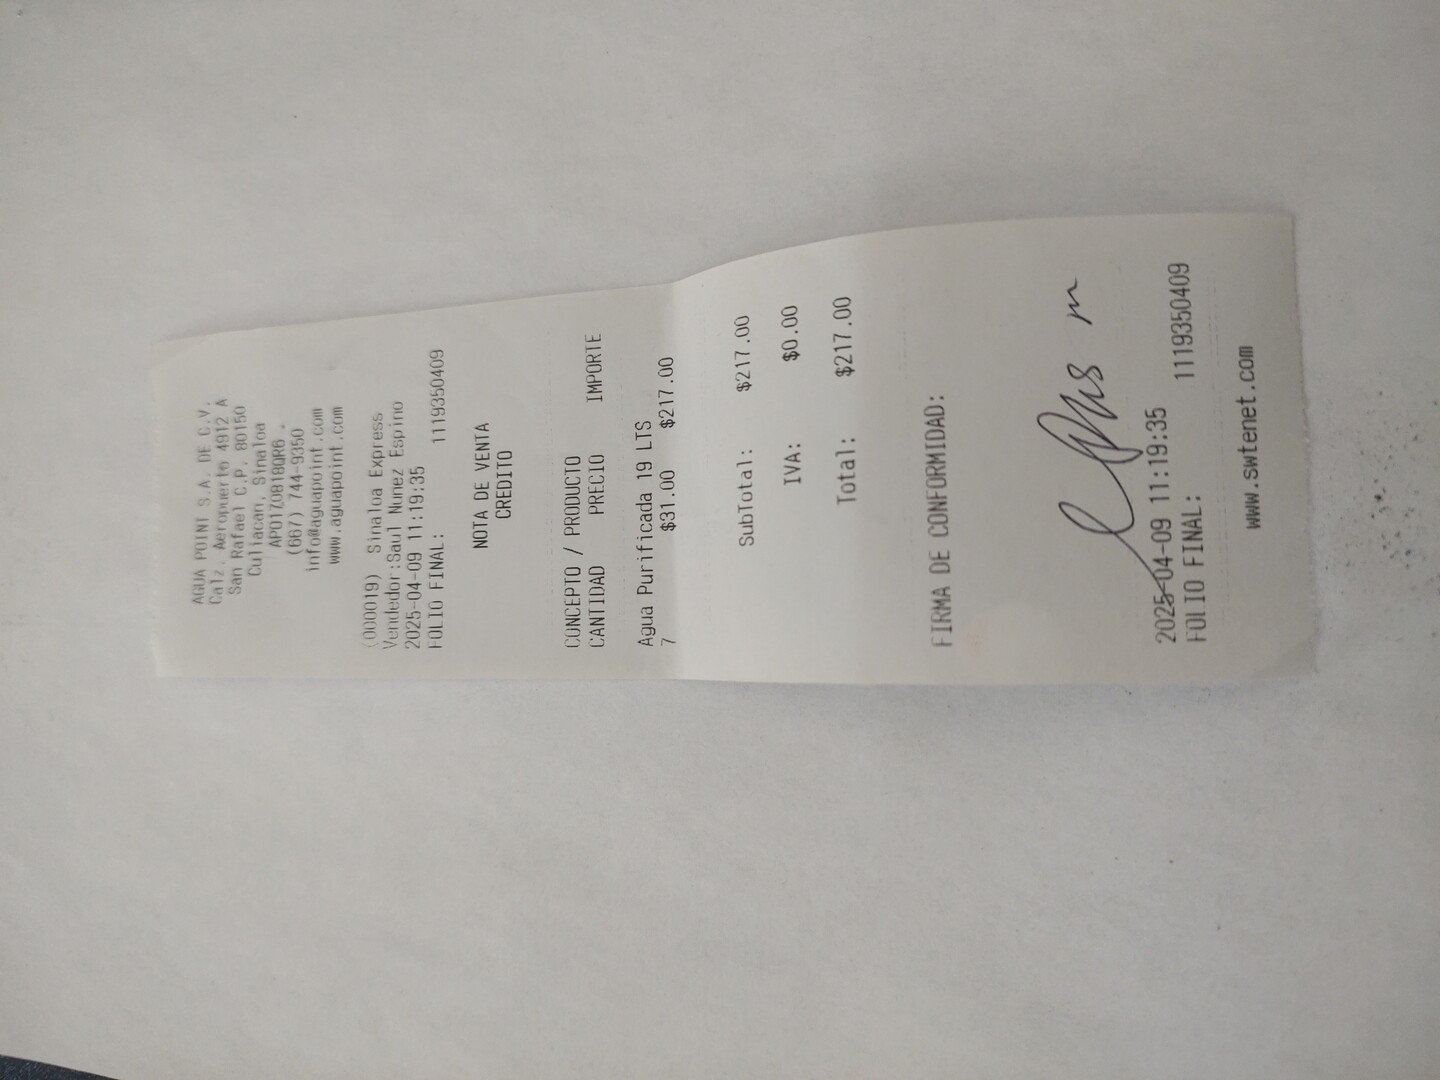 AGUA POINT S.A. DE C.V.
Calz. Aeropuerto 4912 A
San Rafael C.P. 80150
Culiacan, Sinaloa
(667) 744-9350
info@aguapoint.com
www.aguapoint.com
(000019) Sinaloa Express
Vendedor:Saul Nunez Espino
2025-04-09 11:19:35
FOLIO FINAL: 1119350409
NOTA DE VENTA
CREDITO
CONCEPTO / PRODUCTO
CANTIDAD PRECIO IMPORTE
Agua Purificada 19 LTS
7 $31.00 $217.00
SubTotal: $217.00
IVA: $0.00
Total: $217.00
FIRMA DE CONFORMIDAD:
2025-04-09 11:19:35
FOLIO FINAL: 1119350409
www.swtenet.com